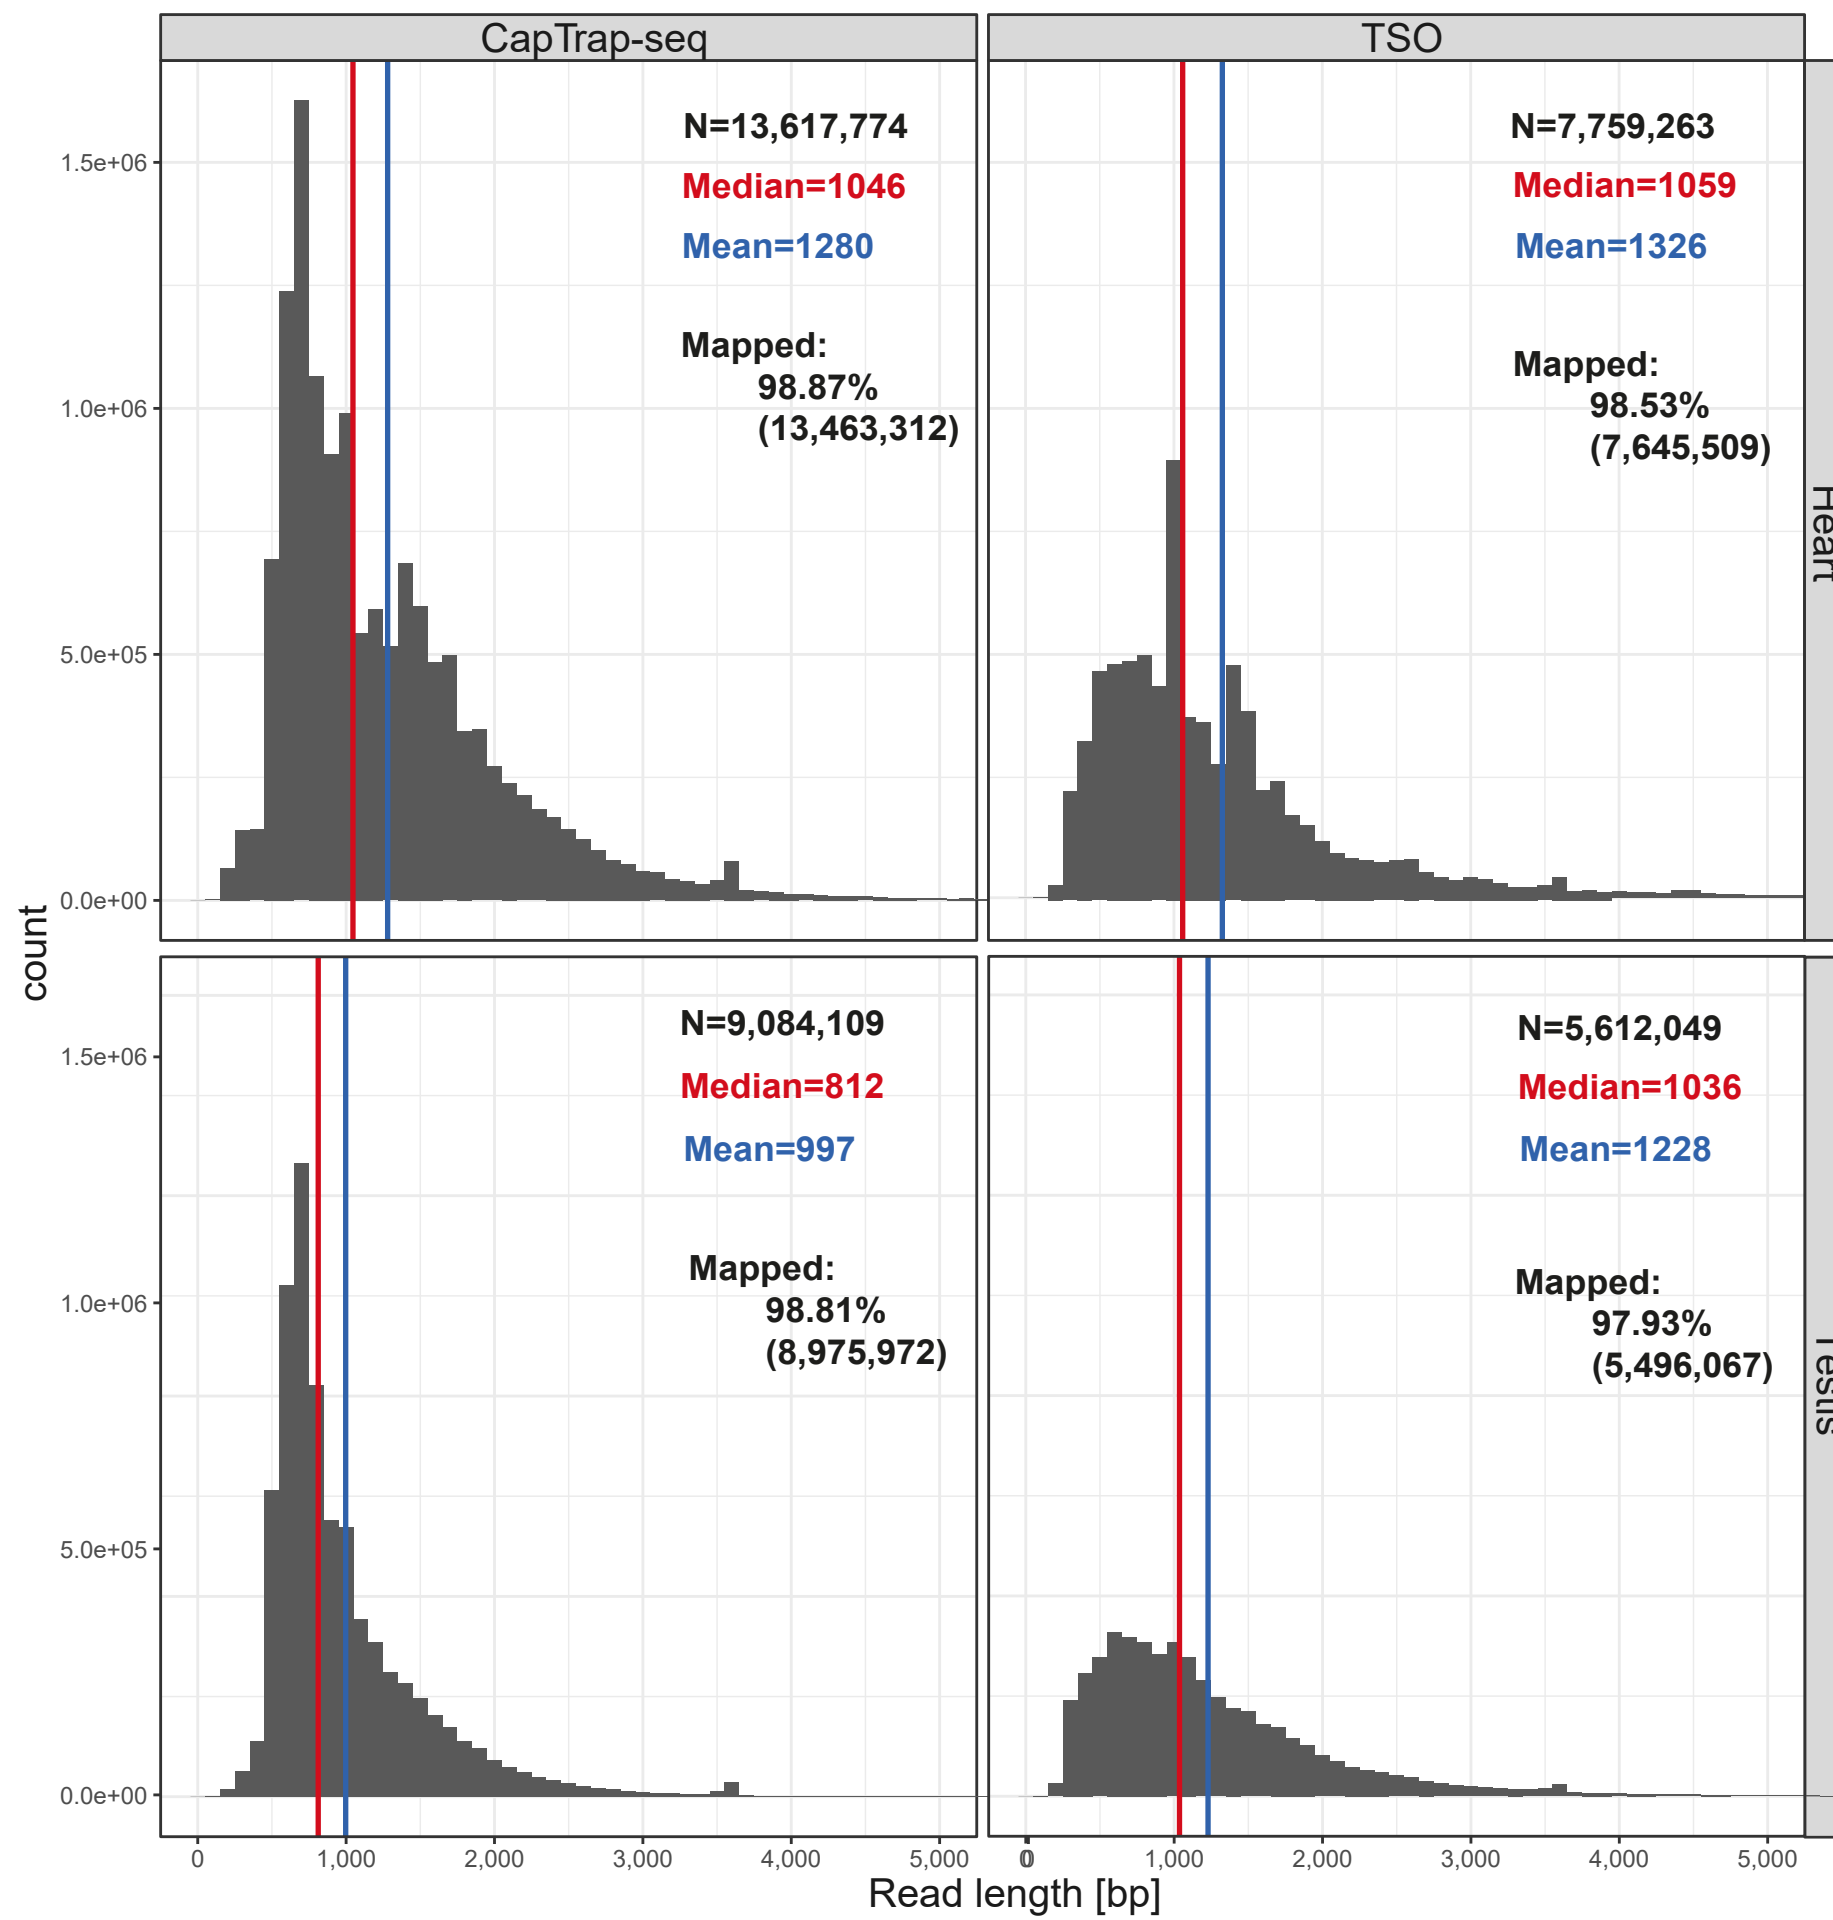 CapTrap-seq
TSO
N=13,617,774
Median=1046
Mean=1280
Mapped:
98.87%
(13,463,312)
N=7,759,263
Median=1059
Mean=1326
Mapped:
98.53%
(7,645,509)
Heart
1.5e+06
1.0e+06
5.0e+05
0.0e+00
count
N=9,084,109
Median=812
Mean=997
Mapped:
98.81%
(8,975,972)
N=5,612,049
Median=1036
Mean=1228
Mapped:
97.93%
(5,496,067)
Testis
1.5e+06
1.0e+06
5.0e+05
0.0e+00
0 1,000 2,000 3,000 4,000 5,000 0 1,000 2,000 3,000 4,000 5,000
Read length [bp]